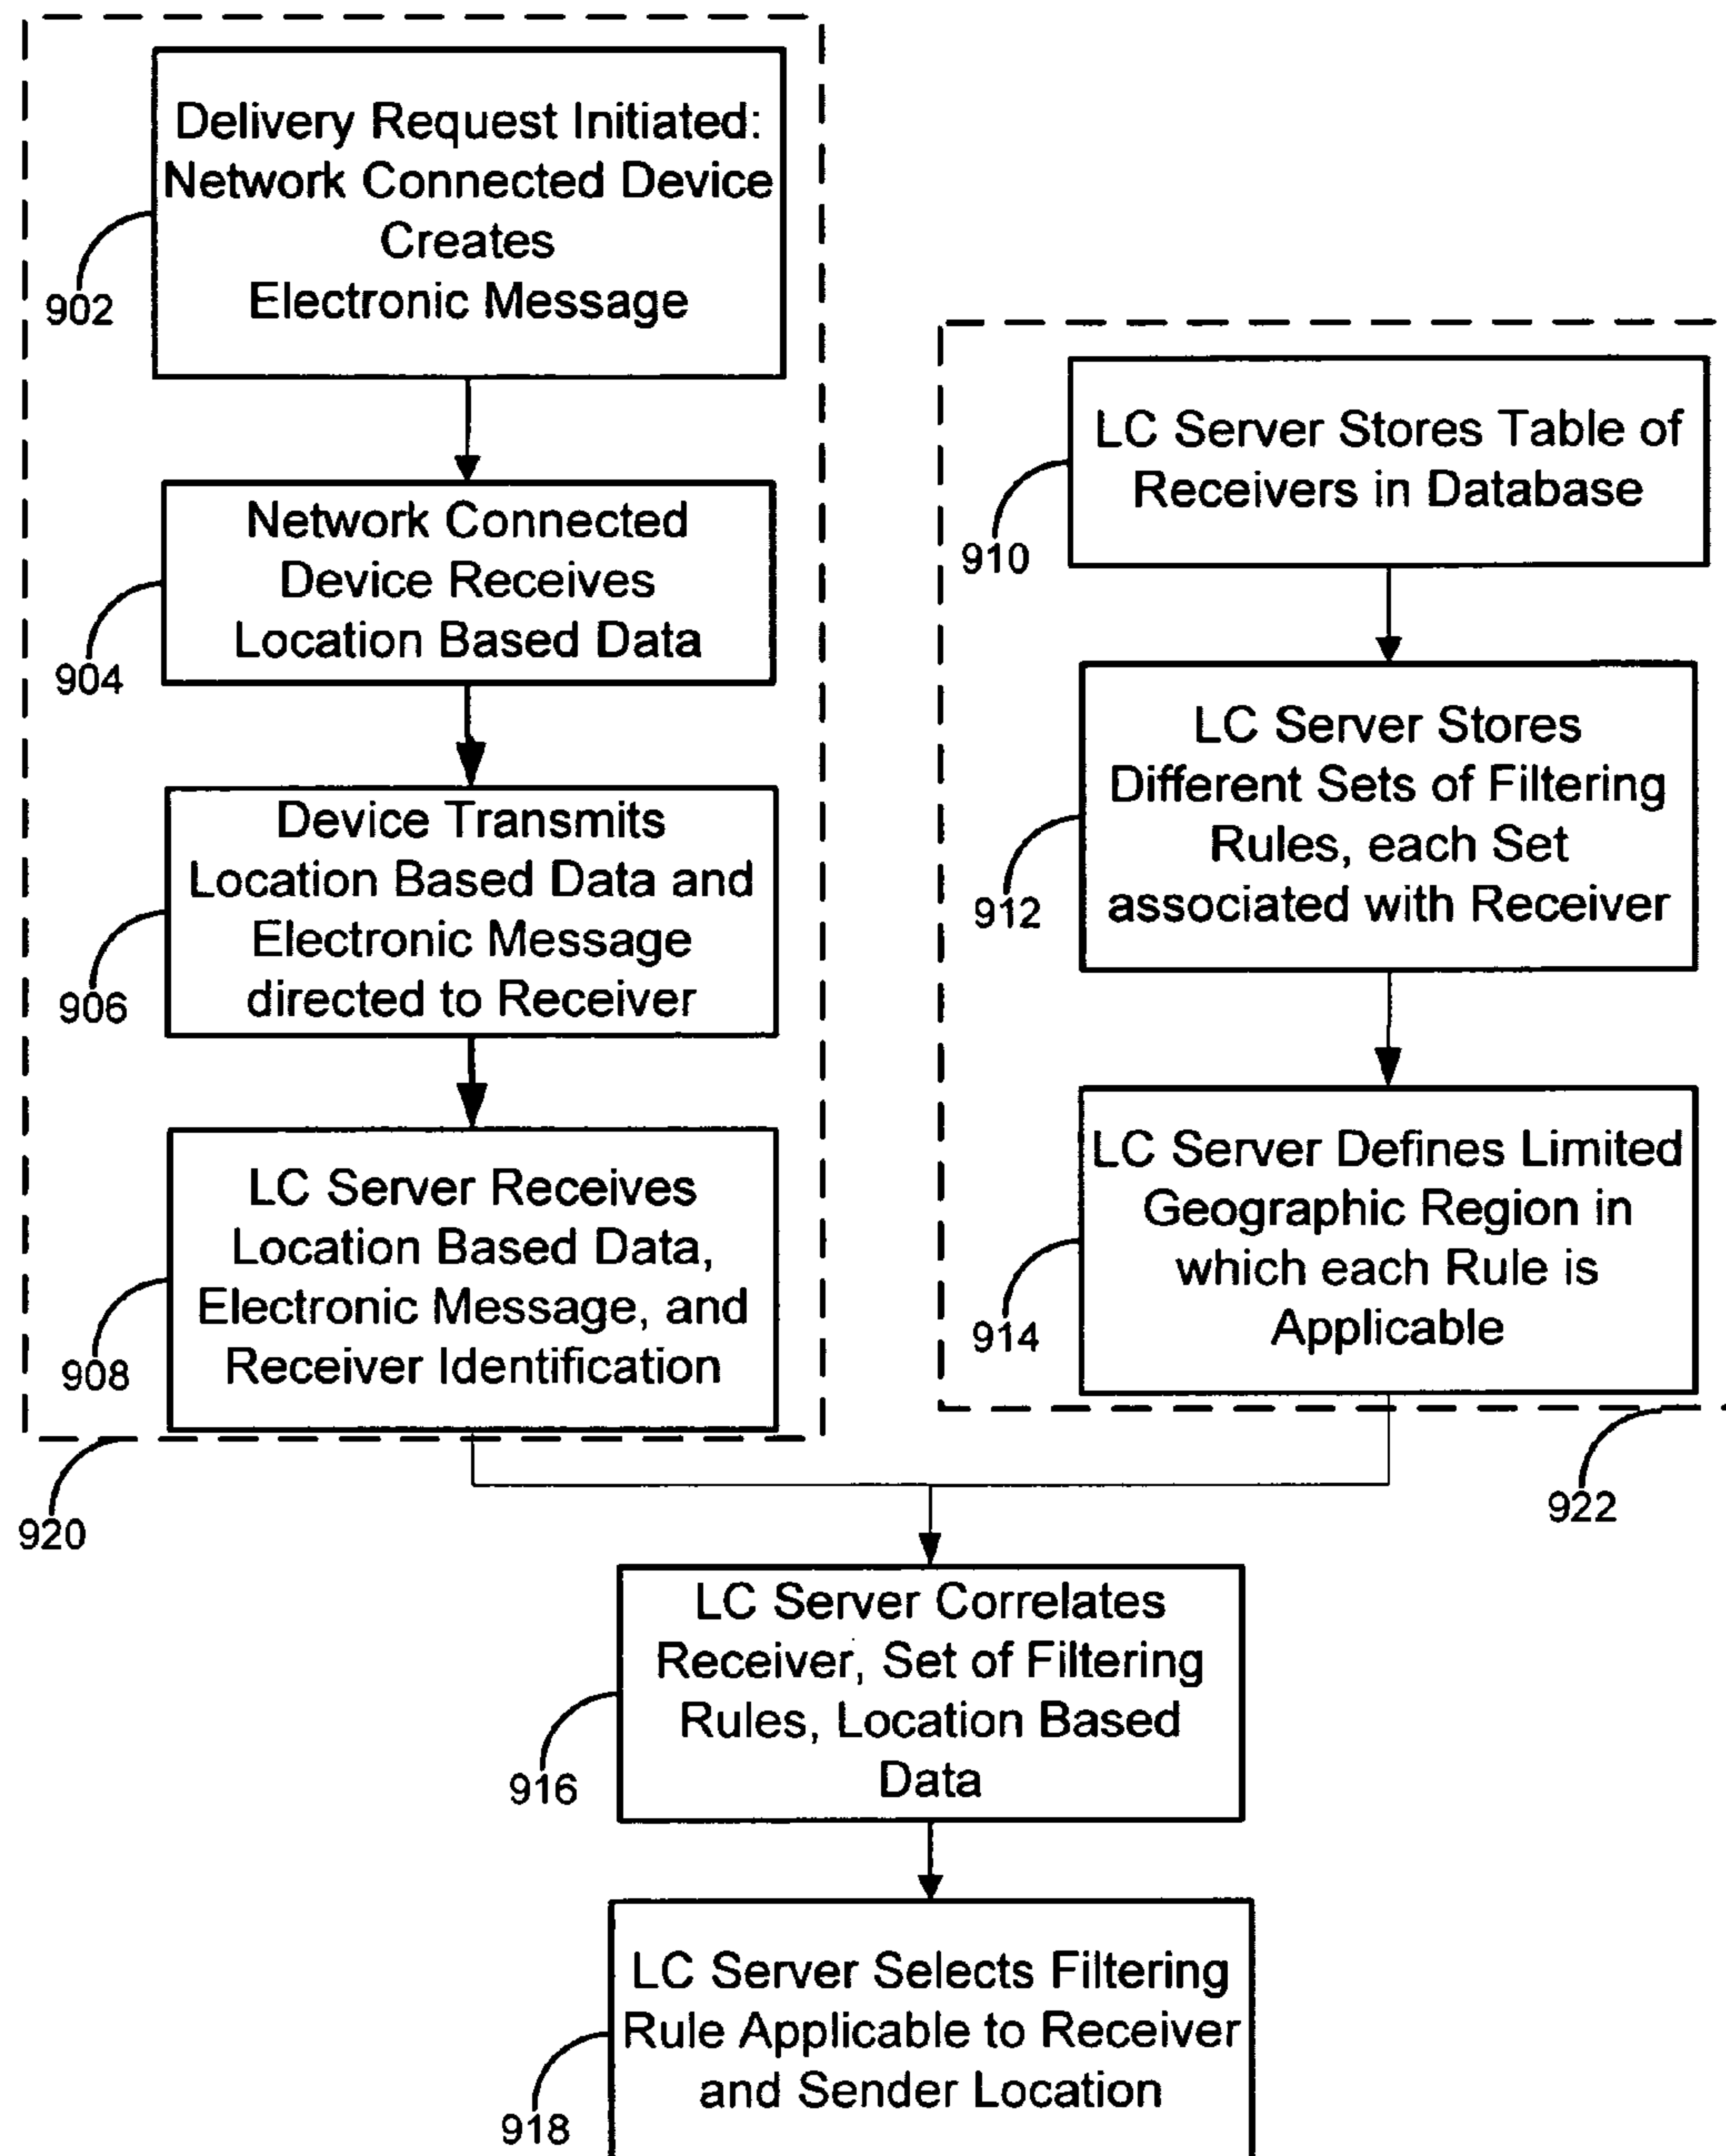 Delivery Request Initiated:
Network Connected Device
Creates
Electronic Message
902
Network Connected
Device Receives
Location Based Data
904
Device Transmits
Location Based Data and
Electronic Message
directed to Receiver
906
LC Server Receives
Location Based Data,
Electronic Message, and
Receiver Identification
908
920
LC Server Stores Table of
Receivers in Database
910
LC Server Stores
Different Sets of Filtering
Rules, each Set
associated with Receiver
912
LC Server Defines Limited
Geographic Region in
which each Rule is
Applicable
914
922
LC Server Correlates
Receiver, Set of Filtering
Rules, Location Based
Data
916
LC Server Selects Filtering
Rule Applicable to Receiver
and Sender Location
918